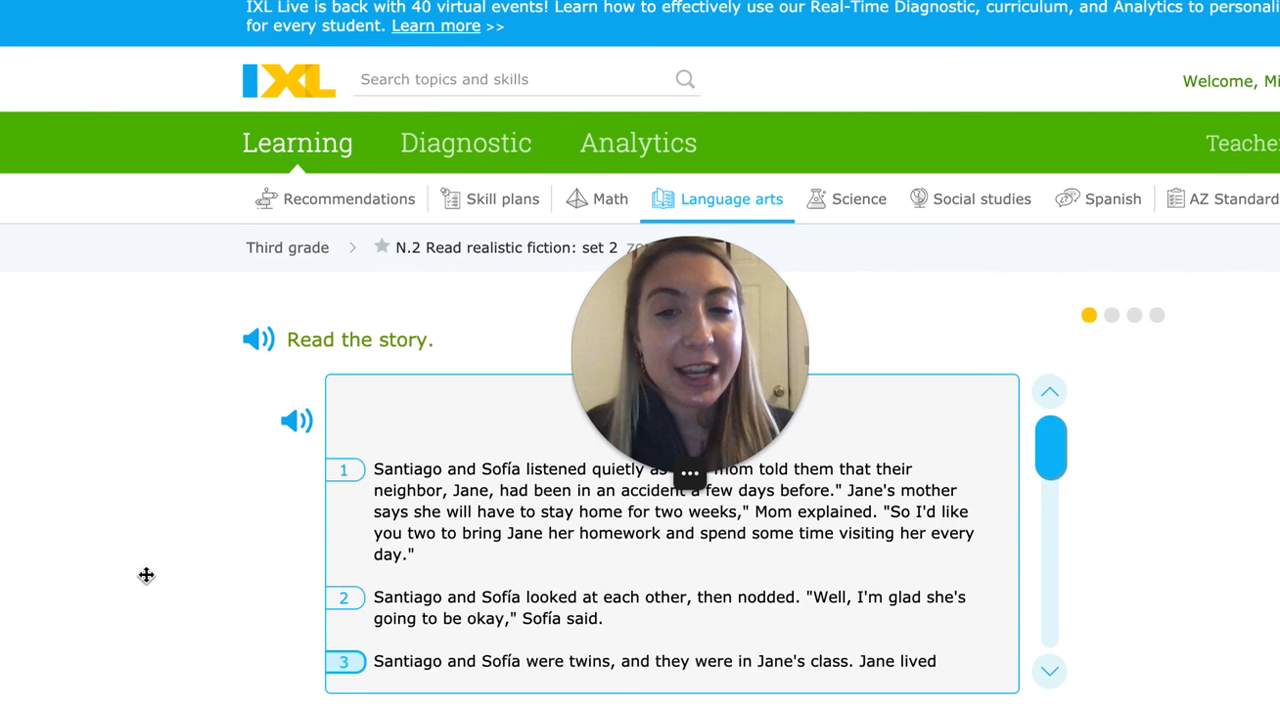 IXL Live is back with 40 virtual events! Learn how to effectively use our Real-Time Diagnostic, curriculum, and Analytics to personali
for every student. Learn more >>
IXL
Search topics and skills
Welcome, Mi
Learning
Diagnostic
Analytics
Teache
Recommendations
Skill plans
Math
Language arts
Science
Social studies
Spanish
AZ Standard
Third grade
N.2 Read realistic fiction: set 2
Read the story.
1
Santiago and Sofía listened quietly as mom told them that their
neighbor, Jane, had been in an accident a few days before." Jane's mother
says she will have to stay home for two weeks," Mom explained. "So I'd like
you two to bring Jane her homework and spend some time visiting her every
day."
2
Santiago and Sofía looked at each other, then nodded. "Well, I'm glad she's
going to be okay," Sofía said.
3
Santiago and Sofía were twins, and they were in Jane's class. Jane lived